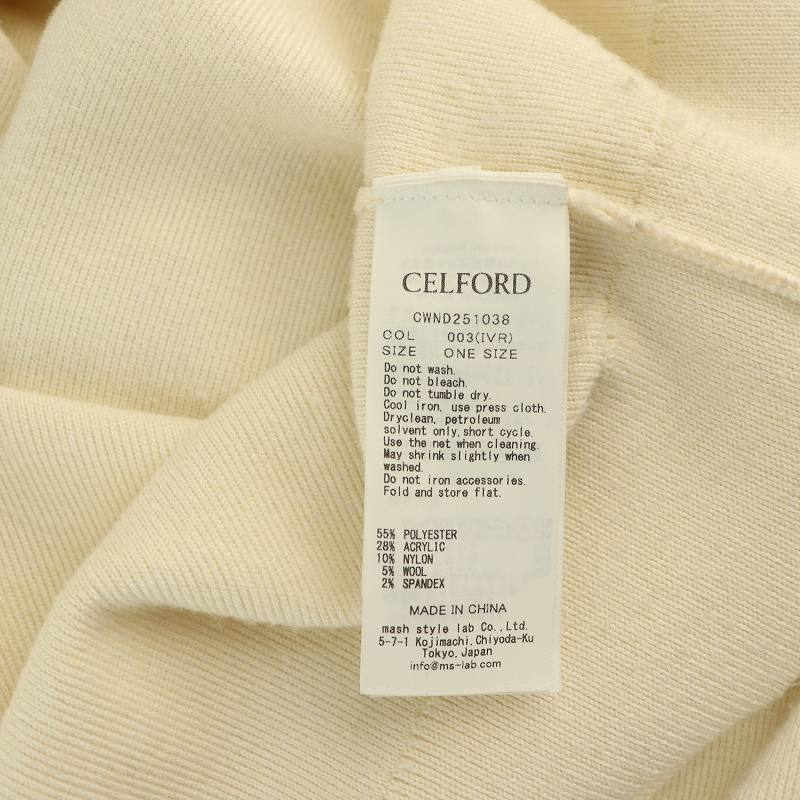 CELFORD
CWND251038
COL 003(IVR)
SIZE ONE SIZE
Do not wash.
Do not bleach.
Do not tumble dry.
Cool iron, use press cloth.
Dryclean, petroleum
solvent only,short cycle.
Use the net when cleaning.
May shrink slightly when
washed.
Do not iron accessories.
Fold and store flat.
55% POLYESTER
28% ACRYLIC
10% NYLON
5% WOOL
2% SPANDEX
MADE IN CHINA
mash style lab Co.,Ltd.
5-7-1 Kojimachi,Chiyoda-Ku
Tokyo,Japan
info@ms-lab.com